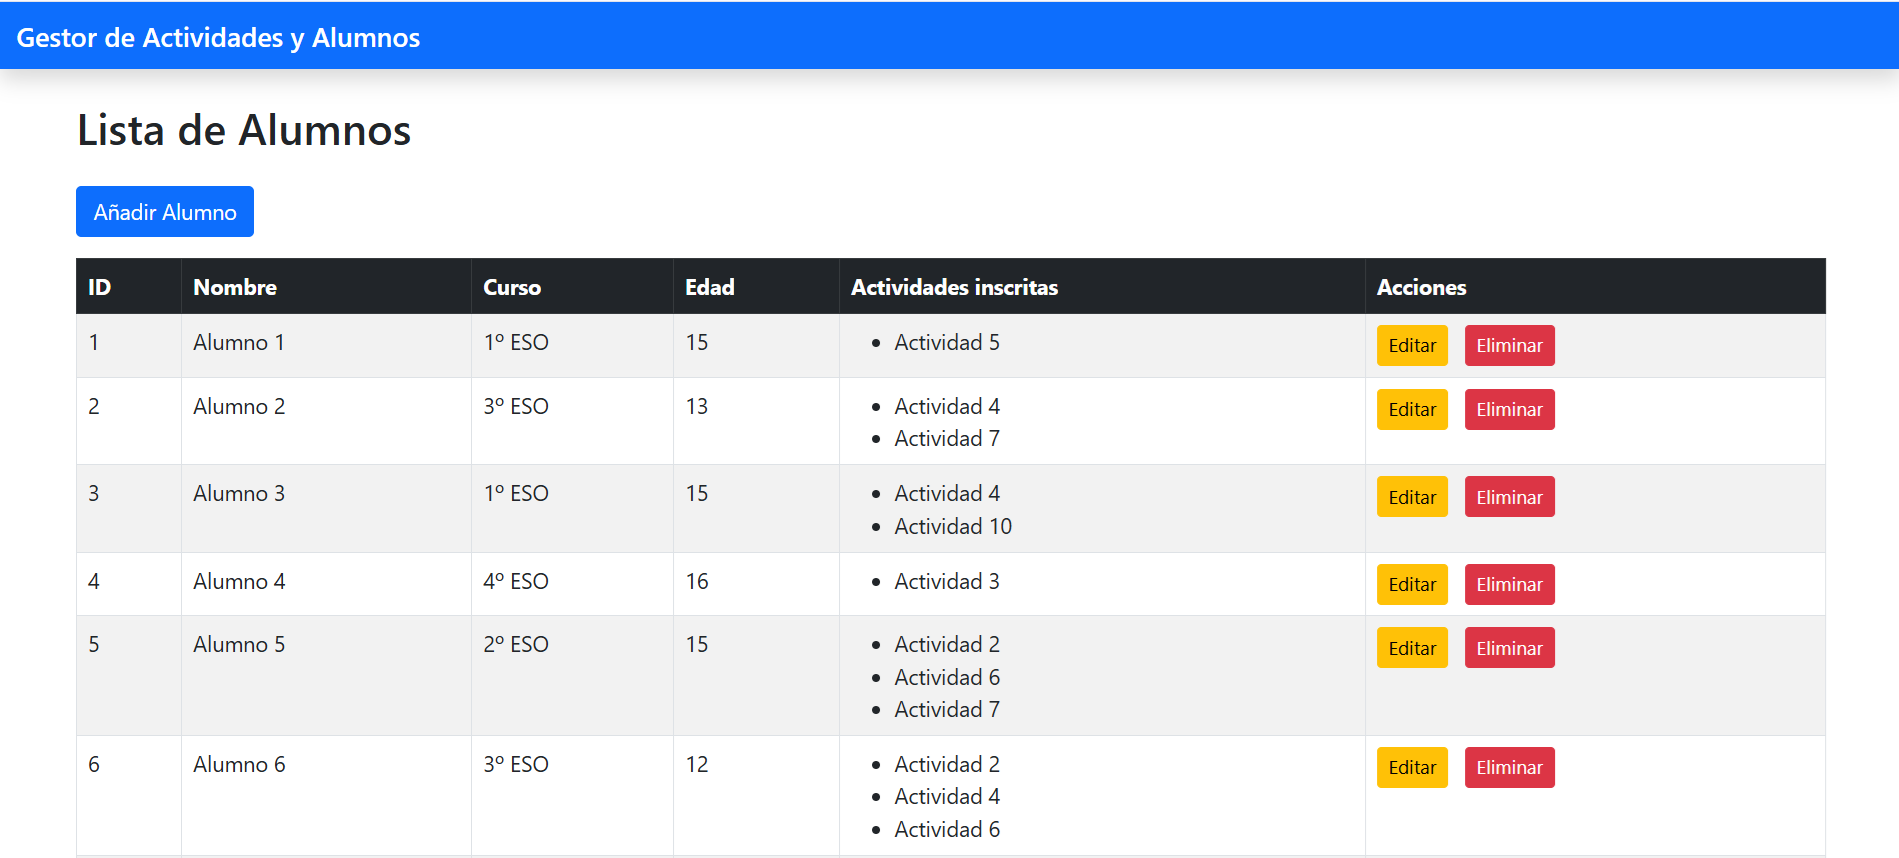 Gestor de Actividades y Alumnos
Lista de Alumnos
Añadir Alumno
ID Nombre Curso Edad Actividades inscritas Acciones
1 Alumno 1 1º ESO 15 • Actividad 5 Editar Eliminar
2 Alumno 2 3º ESO 13 • Actividad 4 Editar Eliminar
• Actividad 7
3 Alumno 3 1º ESO 15 • Actividad 4 Editar Eliminar
• Actividad 10
4 Alumno 4 4º ESO 16 • Actividad 3 Editar Eliminar
5 Alumno 5 2º ESO 15 • Actividad 2 Editar Eliminar
• Actividad 6
• Actividad 7
6 Alumno 6 3º ESO 12 • Actividad 2 Editar Eliminar
• Actividad 4
• Actividad 6